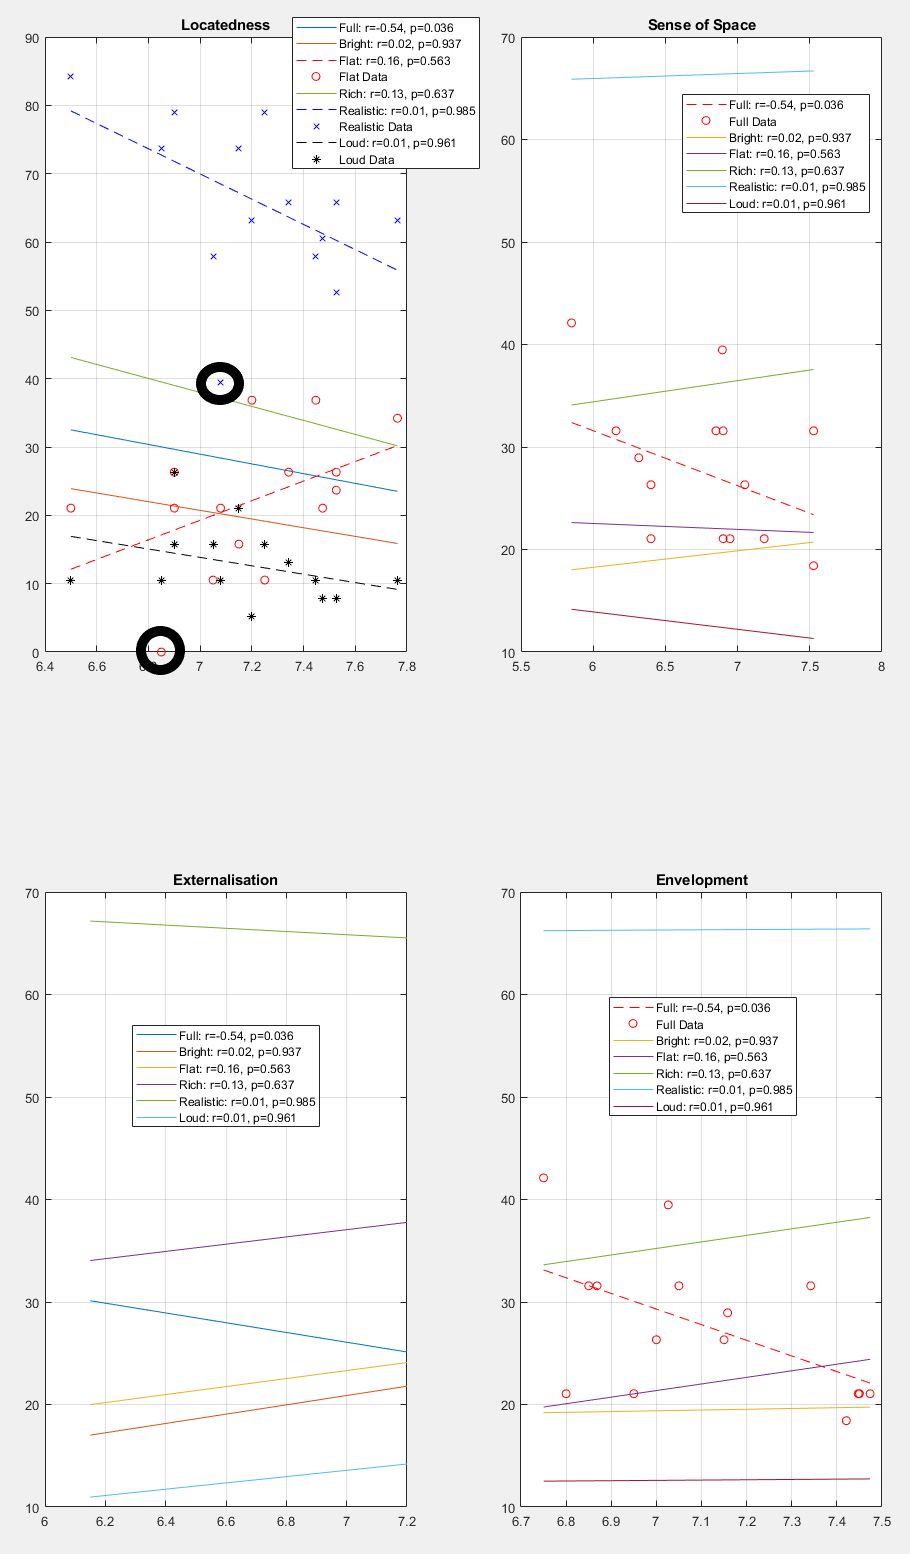 Locatedness
Full: r=-0.54, p=0.036
Bright: r=0.02, p=0.937
Flat: r=0.16, p=0.563
Flat Data
Rich: r=0.13, p=0.637
Realistic: r=0.01, p=0.985
Realistic Data
Loud: r=0.01, p=0.961
Loud Data
90
80
70
60
50
40
30
20
10
0
6.4
6.6
7
7.2
7.4
7.6
7.8
Sense of Space
Full: r=-0.54, p=0.036
Full Data
Bright: r=0.02, p=0.937
Flat: r=0.16, p=0.563
Rich: r=0.13, p=0.637
Realistic: r=0.01, p=0.985
Loud: r=0.01, p=0.961
70
60
50
40
30
20
10
5.5
6
6.5
7
7.5
8
Externalisation
Full: r=-0.54, p=0.036
Bright: r=0.02, p=0.937
Flat: r=0.16, p=0.563
Rich: r=0.13, p=0.637
Realistic: r=0.01, p=0.985
Loud: r=0.01, p=0.961
70
60
50
40
30
20
10
6
6.2
6.4
6.6
6.8
7
7.2
Envelopment
Full: r=-0.54, p=0.036
Full Data
Bright: r=0.02, p=0.937
Flat: r=0.16, p=0.563
Rich: r=0.13, p=0.637
Realistic: r=0.01, p=0.985
Loud: r=0.01, p=0.961
70
60
50
40
30
20
10
6.7
6.8
6.9
7
7.1
7.2
7.3
7.4
7.5